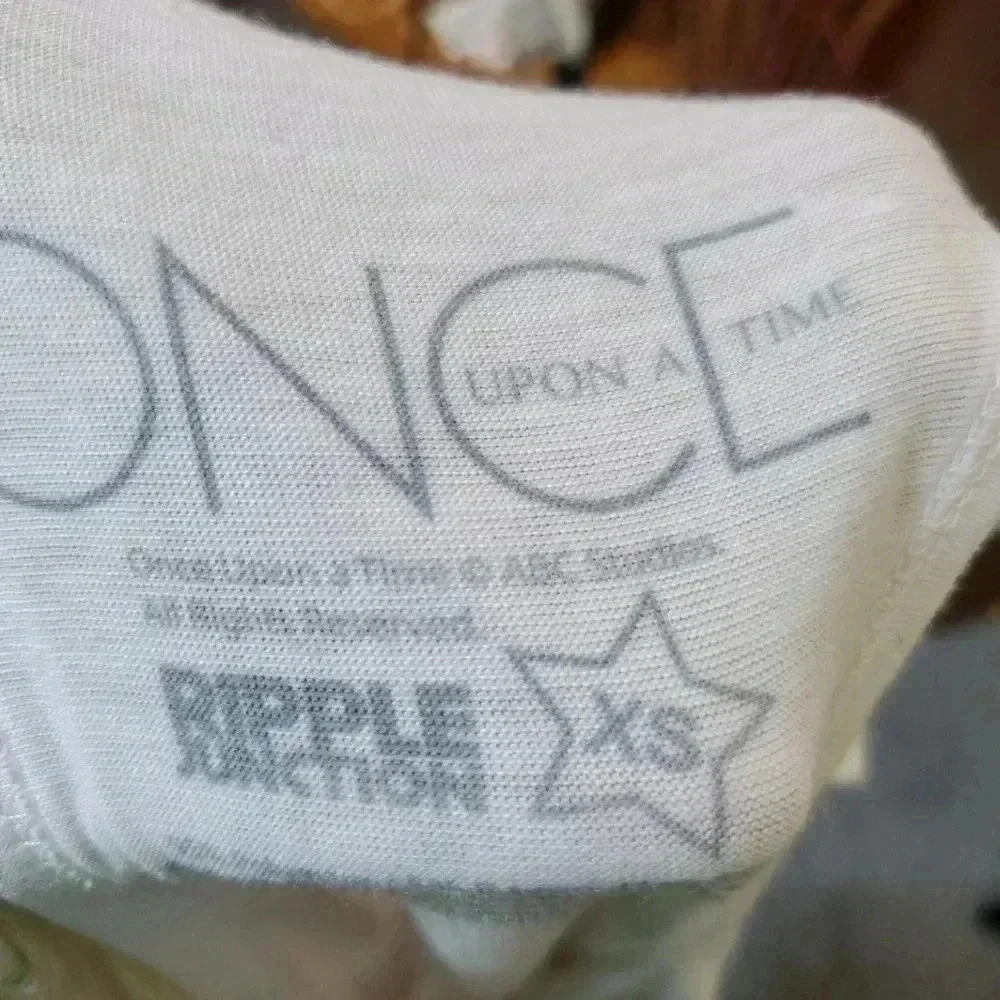 ONCE
UPON A TIME
Once Upon a Time © ABC Studios.
All Rights Reserved.
RIPPLE
JUNCTION
XS